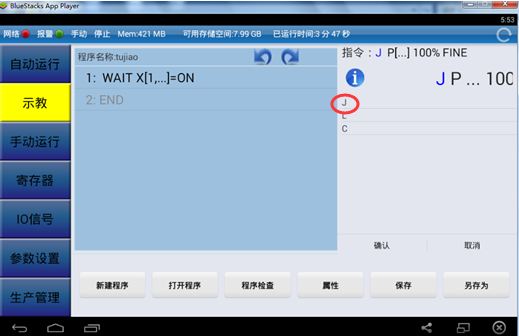 BlueStacks App Player
5:53
网络 报警 手动 停止 Mem:421 MB 可用存储空间:7.99 GB 已运行时间:3 分 47 秒
自动运行
示教
手动运行
寄存器
IO信号
参数设置
生产管理
程序名称:tujiao
1: WAIT X[1,...]=ON
2: END
指令：J P[...] 100% FINE
J P ... 100
J
L
C
确认 取消
新建程序 打开程序 程序检查 属性 保存 另存为